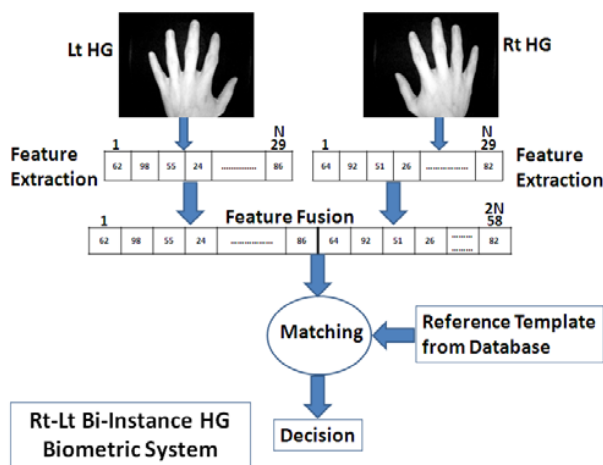 Lt HG
Rt HG
1 N 29
1 N 29
Feature Extraction
62 98 55 24 .............. 86
64 92 51 26 .................. 82
Feature Extraction
Feature Fusion
1
2N
58
62 98 55 24 ................. 86 64 92 51 26 ......... ......... 82
Matching
Reference Template
from Database
Rt-Lt Bi-Instance HG
Biometric System
Decision